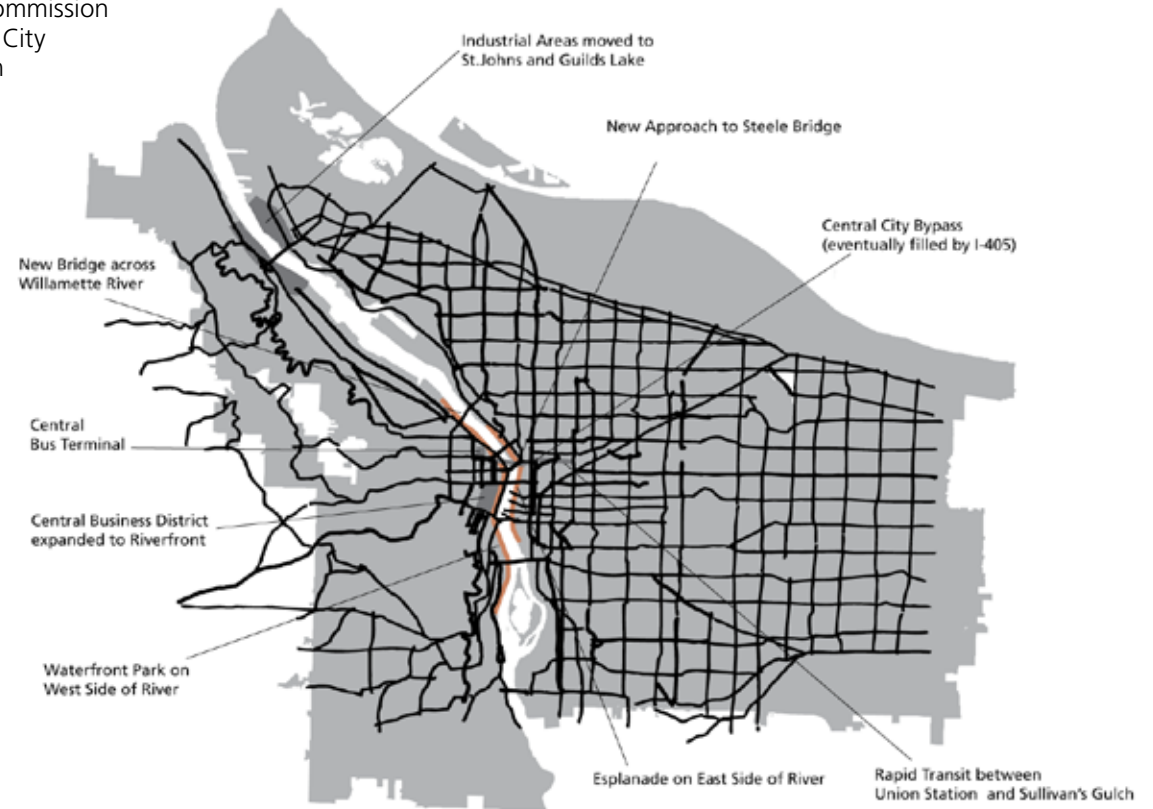 ommission
City
n
Industrial Areas moved to
St.Johns and Guilds Lake
New Approach to Steele Bridge
Central City Bypass
(eventually filled by I-405)
New Bridge across
Willamette River
Central
Bus Terminal
Central Business District
expanded to Riverfront
Waterfront Park on
West Side of River
Esplanade on East Side of River
Rapid Transit between
Union Station and Sullivan's Gulch